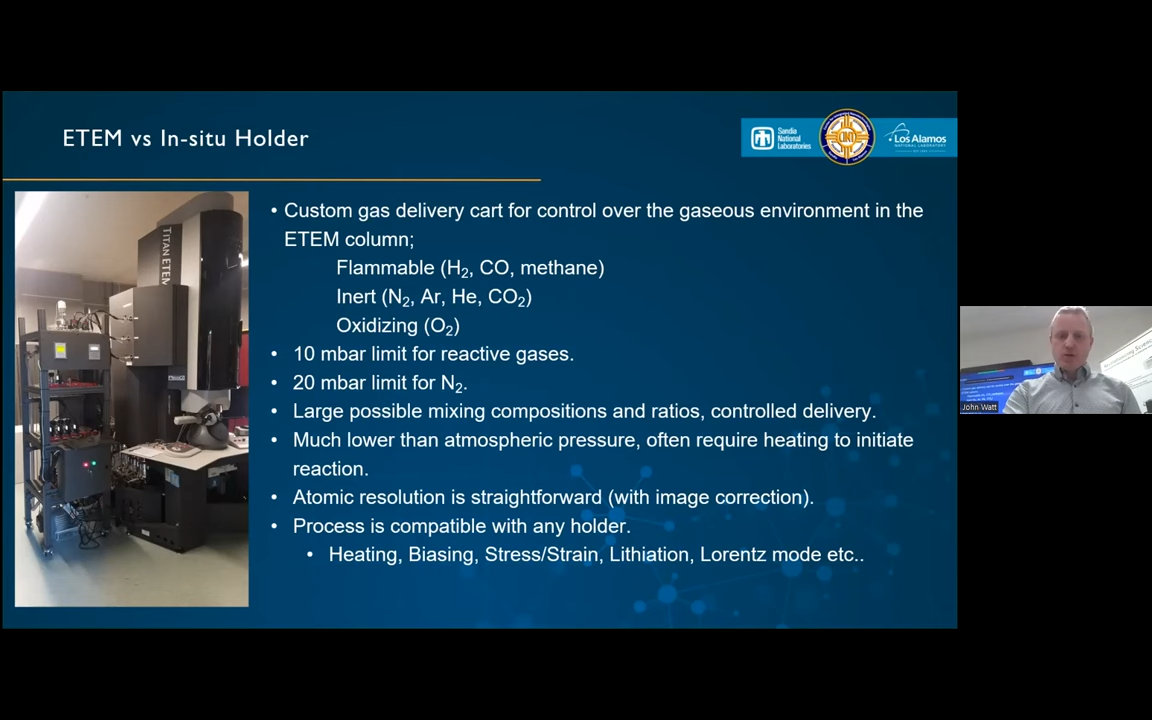 ETEM vs In-situ Holder
Sandia
National
Laboratories
Los Alamos
NATIONAL LABORATORY
TITAN ETEM
• Custom gas delivery cart for control over the gaseous environment in the
ETEM column;
Flammable (H₂, CO, methane)
Inert (N₂, Ar, He, CO₂)
Oxidizing (O₂)
• 10 mbar limit for reactive gases.
• 20 mbar limit for N₂.
• Large possible mixing compositions and ratios, controlled delivery.
• Much lower than atmospheric pressure, often require heating to initiate
reaction.
• Atomic resolution is straightforward (with image correction).
• Process is compatible with any holder.
• Heating, Biasing, Stress/Strain, Lithiation, Lorentz mode etc..
John Watt